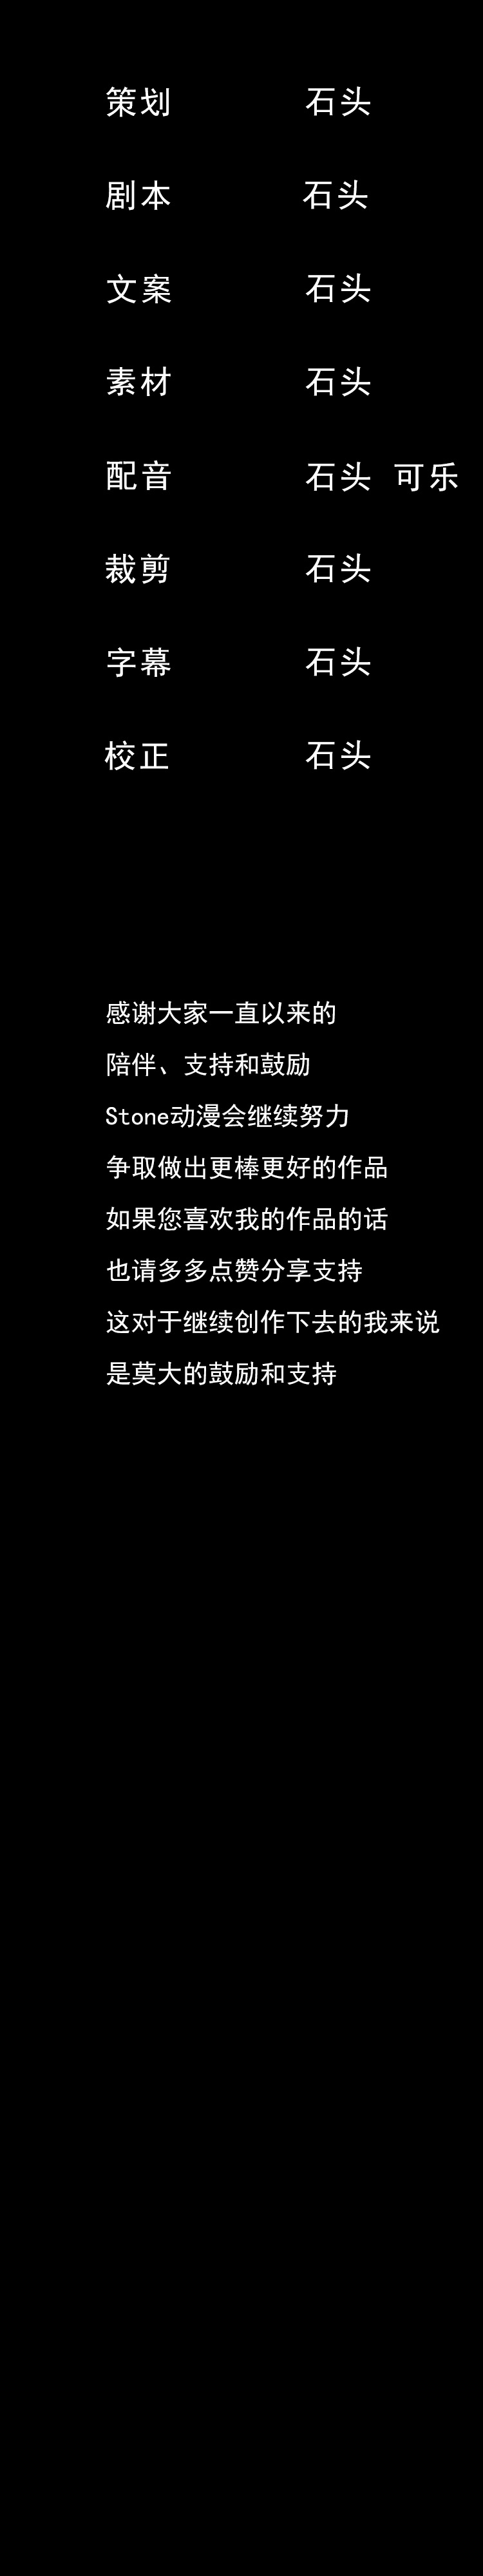 策划 石头
剧本 石头
文案 石头
素材 石头
配音 石头 可乐
裁剪 石头
字幕 石头
校正 石头
感谢大家一直以来的
陪伴、支持和鼓励
Stone动漫会继续努力
争取做出更棒更好的作品
如果您喜欢我的作品的话
也请多多点赞分享支持
这对于继续创作下去的我来说
是莫大的鼓励和支持